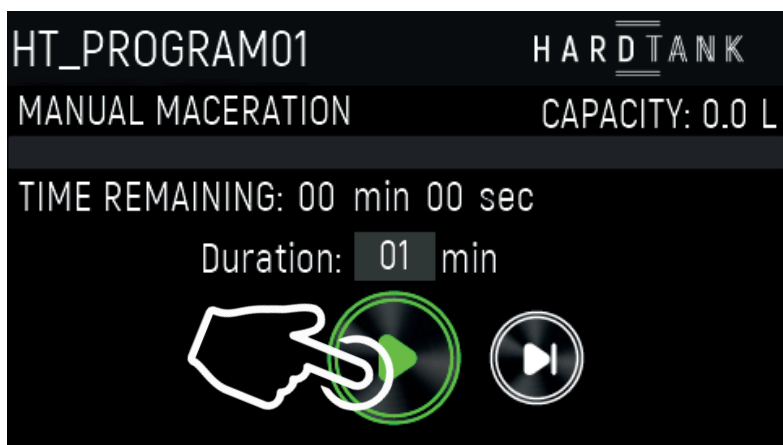 HT_PROGRAM01 HARDTANK
MANUAL MACERATION CAPACITY: 0.0 L
TIME REMAINING: 00 min 00 sec
Duration: 01 min